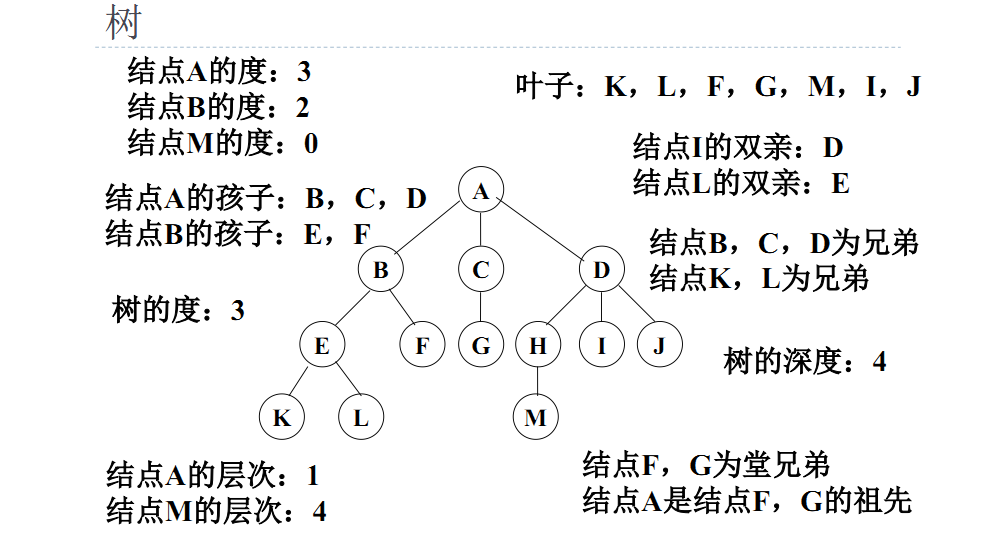 树
结点A的度：3
结点B的度：2
结点M的度：0
叶子：K，L，F，G，M，I，J
结点I的双亲：D
结点L的双亲：E
结点A的孩子：B，C，D
结点B的孩子：E，F
结点B，C，D为兄弟
结点K，L为兄弟
树的度：3
树的深度：4
A
B C D
E F G H I J
K L M
结点A的层次：1
结点M的层次：4
结点F，G为堂兄弟
结点A是结点F，G的祖先